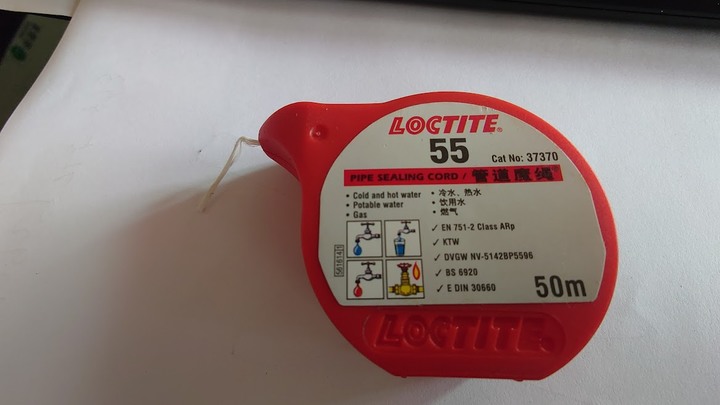 LOCTITE®
55
Cat No: 37370
PIPE SEALING CORD / 管道魔绳
• Cold and hot water
• Potable water
• Gas
• 冷水、热水
• 饮用水
• 燃气
✓ EN 751-2 Class ARp
✓ KTW
✓ DVGW NV-5142BP5596
✓ BS 6920
✓ E DIN 30660
50m
LOCTITE